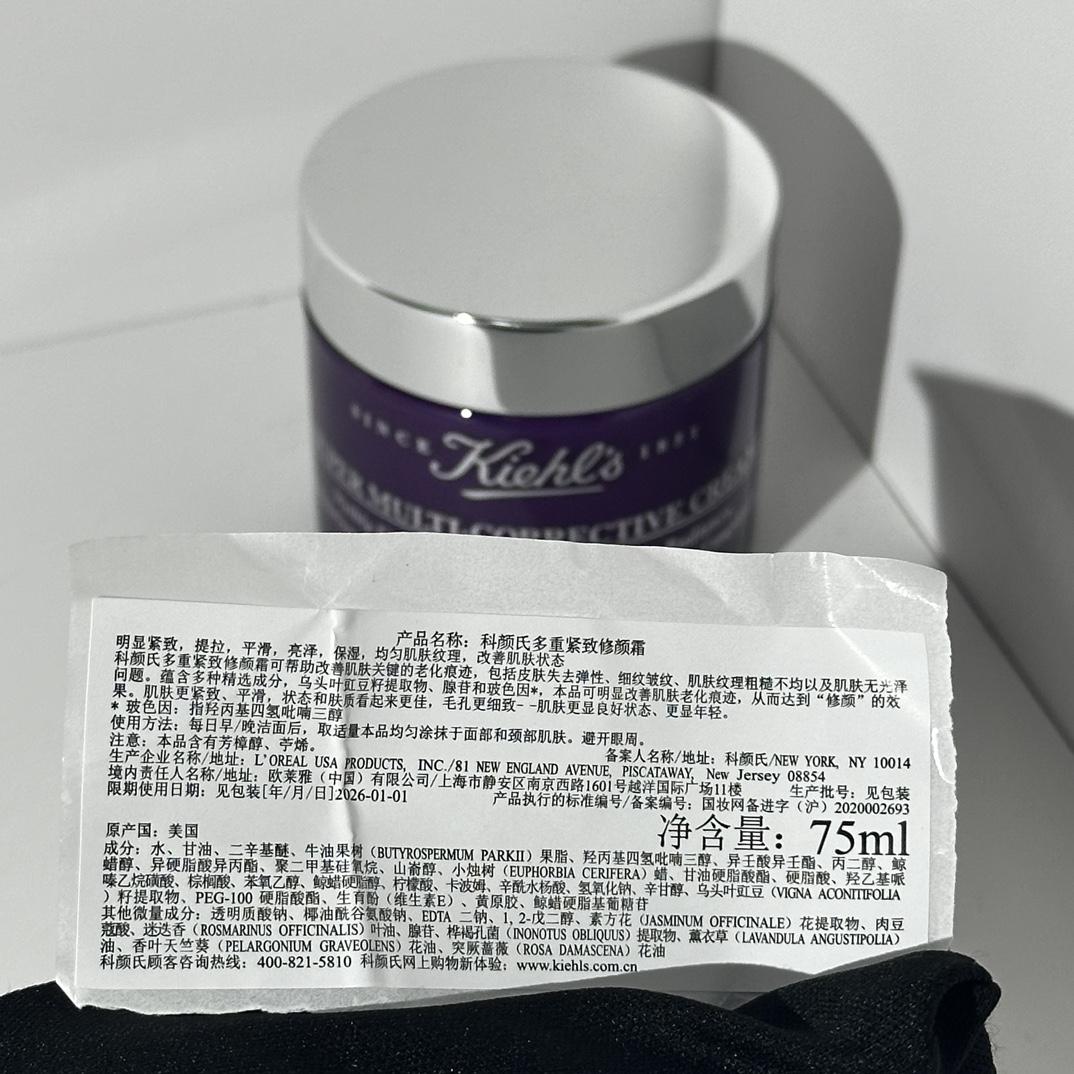 SINCE Kiehl's 1851
MULTI-CORRECTIVE CREAM
产品名称：科颜氏多重紧致修颜霜
明显紧致，提拉，平滑，亮泽，保湿，均匀肌肤纹理，改善肌肤状态
科颜氏多重紧致修颜霜可帮助改善肌肤关键的老化痕迹，包括皮肤失去弹性、细纹皱纹、肌肤纹理粗糙不均以及肌肤无光泽
问题。蕴含多种精选成分，乌头叶豇豆籽提取物、腺苷和玻色因*，本品可明显改善肌肤老化痕迹，从而达到“修颜”的效
果。肌肤更紧致、平滑，状态和肤质看起来更佳，毛孔更细致--肌肤更显良好状态、更显年轻。
* 玻色因：指羟丙基四氢吡喃三醇
使用方法：每日早/晚洁面后，取适量本品均匀涂抹于面部和颈部肌肤。避开眼周。
注意：本品含有芳樟醇、苧烯。
备案人名称/地址：科颜氏/NEW YORK, NY 10014
生产企业名称/地址：L'OREAL USA PRODUCTS, INC./81 NEW ENGLAND AVENUE, PISCATAWAY, New Jersey 08854
境内责任人名称/地址：欧莱雅（中国）有限公司/上海市静安区南京西路1601号越洋国际广场11楼 生产批号：见包装
限期使用日期：见包装[年/月/日]2026-01-01 产品执行的标准编号/备案编号：国妆网备进字（沪）2020002693
净含量：75ml
原产国：美国
成分：水、甘油、二辛基醚、牛油果树（BUTYROSPERMUM PARKII）果脂、羟丙基四氢吡喃三醇、异壬酸异壬酯、丙二醇、鲸
蜡醇、异硬脂酸异丙酯、聚二甲基硅氧烷、山嵛醇、小烛树（EUPHORBIA CERIFERA）蜡、甘油硬脂酸酯、硬脂酸、羟乙基哌
嗪乙烷磺酸、棕榈酸、苯氧乙醇、鲸蜡硬脂醇、柠檬酸、卡波姆、辛酰水杨酸、氢氧化钠、辛甘醇、乌头叶豇豆（VIGNA ACONITIFOLIA
）籽提取物、PEG-100 硬脂酸酯、生育酚（维生素E）、黄原胶、鲸蜡硬脂基葡糖苷
其他微量成分：透明质酸钠、椰油酰谷氨酸钠、EDTA 二钠、1, 2-戊二醇、素方花（JASMINUM OFFICINALE）花提取物、肉豆
蔻酸、迷迭香（ROSMARINUS OFFICINALIS）叶油、腺苷、桦褐孔菌（INONOTUS OBLIQUUS）提取物、薰衣草（LAVANDULA ANGUSTIPOLIA）
油、香叶天竺葵（PELARGONIUM GRAVEOLENS）花油、突厥蔷薇（ROSA DAMASCENA）花油
科颜氏顾客咨询热线：400-821-5810 科颜氏网上购物新体验：www.kiehls.com.cn